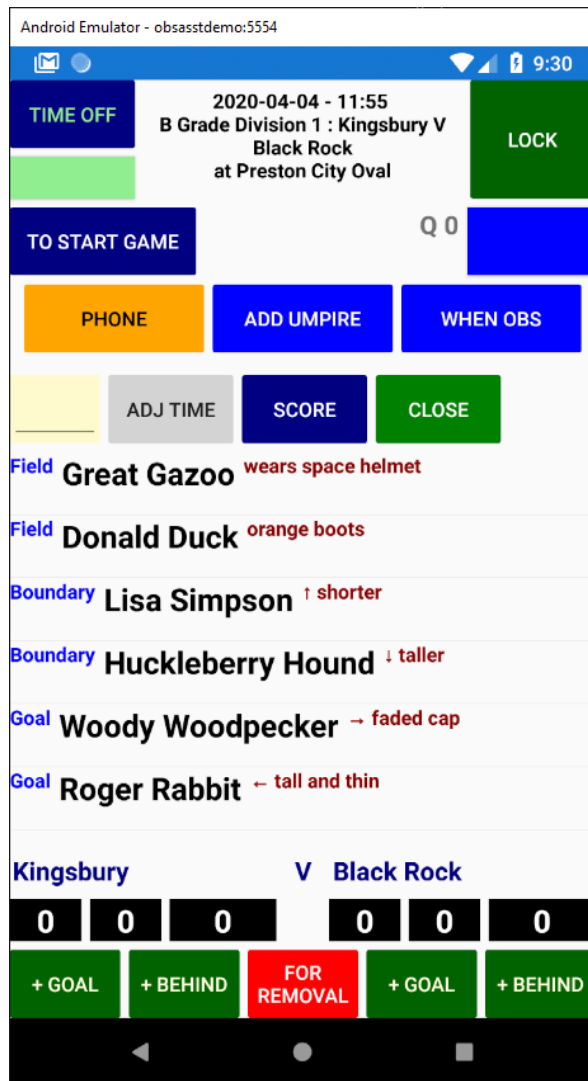 Android Emulator - obsasstdemo:5554
9:30
TIME OFF
2020-04-04 - 11:55
B Grade Division 1 : Kingsbury V
Black Rock
at Preston City Oval
LOCK
TO START GAME
Q 0
PHONE
ADD UMPIRE
WHEN OBS
ADJ TIME
SCORE
CLOSE
Field Great Gazoo wears space helmet
Field Donald Duck orange boots
Boundary Lisa Simpson ↑ shorter
Boundary Huckleberry Hound ↓ taller
Goal Woody Woodpecker → faded cap
Goal Roger Rabbit ← tall and thin
Kingsbury V Black Rock
0 0 0 0 0 0
+ GOAL
+ BEHIND
FOR
REMOVAL
+ GOAL
+ BEHIND